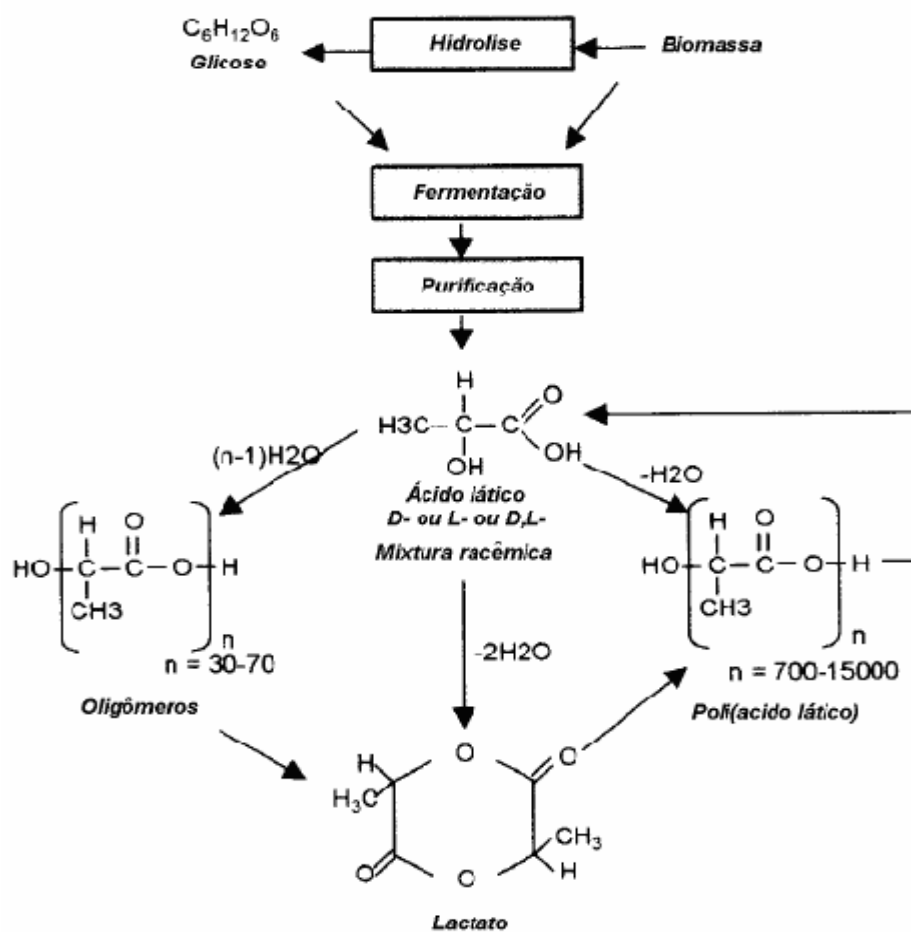 C6H12O6
Glicose
Hidrolise
Biomassa
Fermentação
Purificação
H
O
H3C
C
C
OH
OH
Ácido lático
D- ou L- ou D,L-
Mixtura racêmica
(n-1)H2O
-H2O
H
O
HO
C
C
O
H
CH3
n
n = 30-70
Oligômeros
-2H2O
H
O
HO
C
C
O
H
CH3
n
n = 700-15000
Poli(acido lático)
O
O
H
H3C
CH3
O
O
H
Lactato